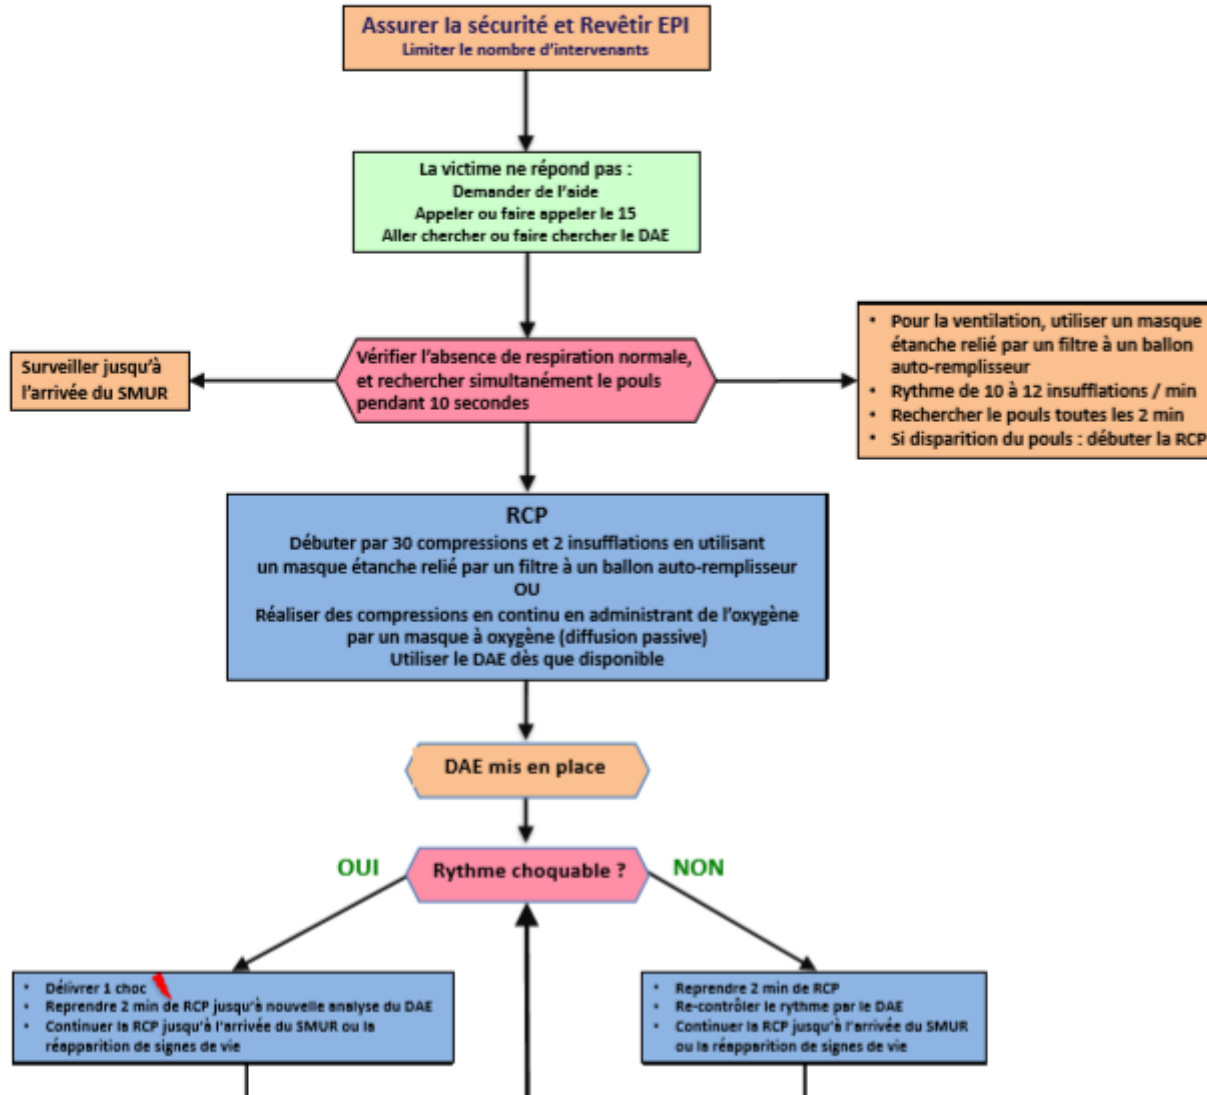 Assurer la sécurité et Revêtir EPI
Limiter le nombre d'intervenants
La victime ne répond pas :
Demander de l'aide
Appeler ou faire appeler le 15
Aller chercher ou faire chercher le DAE
Surveiller jusqu'à
l'arrivée du SMUR
Vérifier l'absence de respiration normale,
et rechercher simultanément le pouls
pendant 10 secondes
• Pour la ventilation, utiliser un masque
étanche relié par un filtre à un ballon
auto-remplisseur
• Rythme de 10 à 12 insufflations / min
• Rechercher le pouls toutes les 2 min
• Si disparition du pouls : débuter la RCP
RCP
Débuter par 30 compressions et 2 insufflations en utilisant
un masque étanche relié par un filtre à un ballon auto-remplisseur
OU
Réaliser des compressions en continu en administrant de l'oxygène
par un masque à oxygène (diffusion passive)
Utiliser le DAE dès que disponible
DAE mis en place
OUI
Rythme choquable ?
NON
• Délivrer 1 choc
• Reprendre 2 min de RCP jusqu'à nouvelle analyse du DAE
• Continuer la RCP jusqu'à l'arrivée du SMUR ou la
réapparition de signes de vie
• Reprendre 2 min de RCP
• Re-contrôler le rythme par le DAE
• Continuer la RCP jusqu'à l'arrivée du SMUR
ou la réapparition de signes de vie